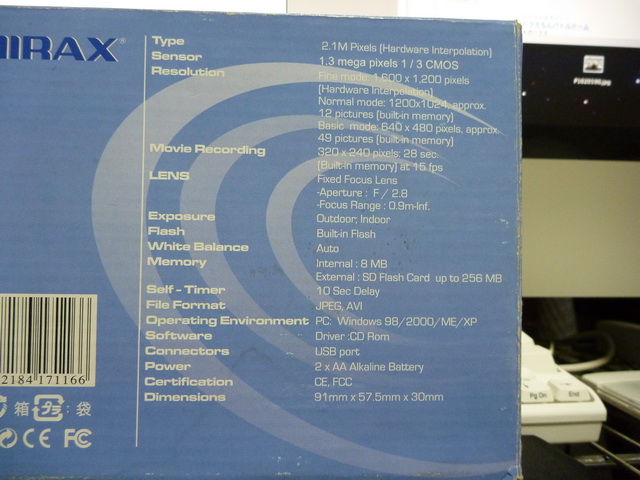 IRAX®
Type 2.1M Pixels (Hardware Interpolation)
Sensor 1.3 mega pixels 1 / 3 CMOS
Resolution Fine mode: 1,600 x 1,200 pixels
(Hardware Interpolation)
Normal mode: 1200x1024, approx.
12 pictures (built-in memory)
Basic mode: 640 x 480 pixels, approx.
49 pictures (built-in memory)
Movie Recording 320 x 240 pixels: 28 sec.
(Built-in memory) at 15 fps
LENS Fixed Focus Lens
-Aperture : F / 2.8
-Focus Range : 0.9m-Inf.
Exposure Outdoor, Indoor
Flash Built-in Flash
White Balance Auto
Memory Internal : 8 MB
External : SD Flash Card up to 256 MB
Self - Timer 10 Sec Delay
File Format JPEG, AVI
Operating Environment PC: Windows 98/2000/ME/XP
Software Driver :CD Rom
Connectors USB port
Power 2 x AA Alkaline Battery
Certification CE, FCC
Dimensions 91mm x 57.5mm x 30mm
2184 171166
箱 プラ : 袋
CE FC
Pg Dn End